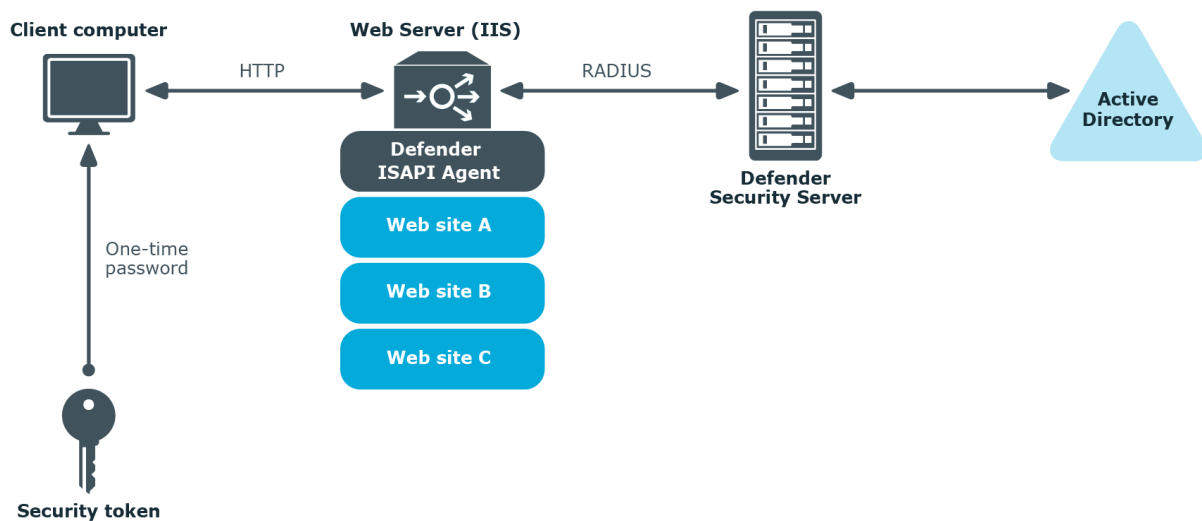 Client computer
HTTP
Web Server (IIS)
RADIUS
Defender
ISAPI Agent
Web site A
Web site B
Web site C
Defender
Security Server
Active
Directory
One-time
password
Security token